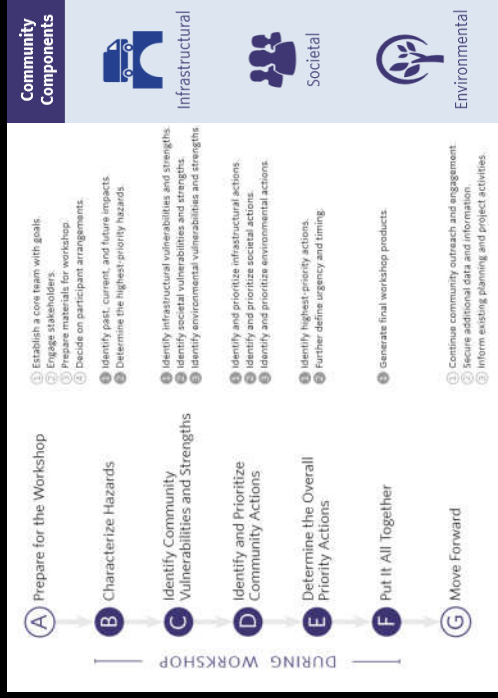 Community
Components
Infrastructural
Societal
Environmental
DURING WORKSHOP
A Prepare for the Workshop
1 Establish a core team with goals.
2 Engage stakeholders.
3 Prepare materials for workshop.
4 Decide on participant arrangements.
B Characterize Hazards
1 Identify past, current, and future impacts.
2 Determine the highest-priority hazards.
C Identify Community
Vulnerabilities and Strengths
1 Identify infrastructural vulnerabilities and strengths.
2 Identify societal vulnerabilities and strengths.
3 Identify environmental vulnerabilities and strengths.
D Identify and Prioritize
Community Actions
1 Identify and prioritize infrastructural actions.
2 Identify and prioritize societal actions.
3 Identify and prioritize environmental actions.
E Determine the Overall
Priority Actions
1 Identify highest-priority actions.
2 Further define urgency and timing.
F Put It All Together
1 Generate final workshop products.
G Move Forward
1 Continue community outreach and engagement.
2 Secure additional data and information.
3 Inform existing planning and project activities.